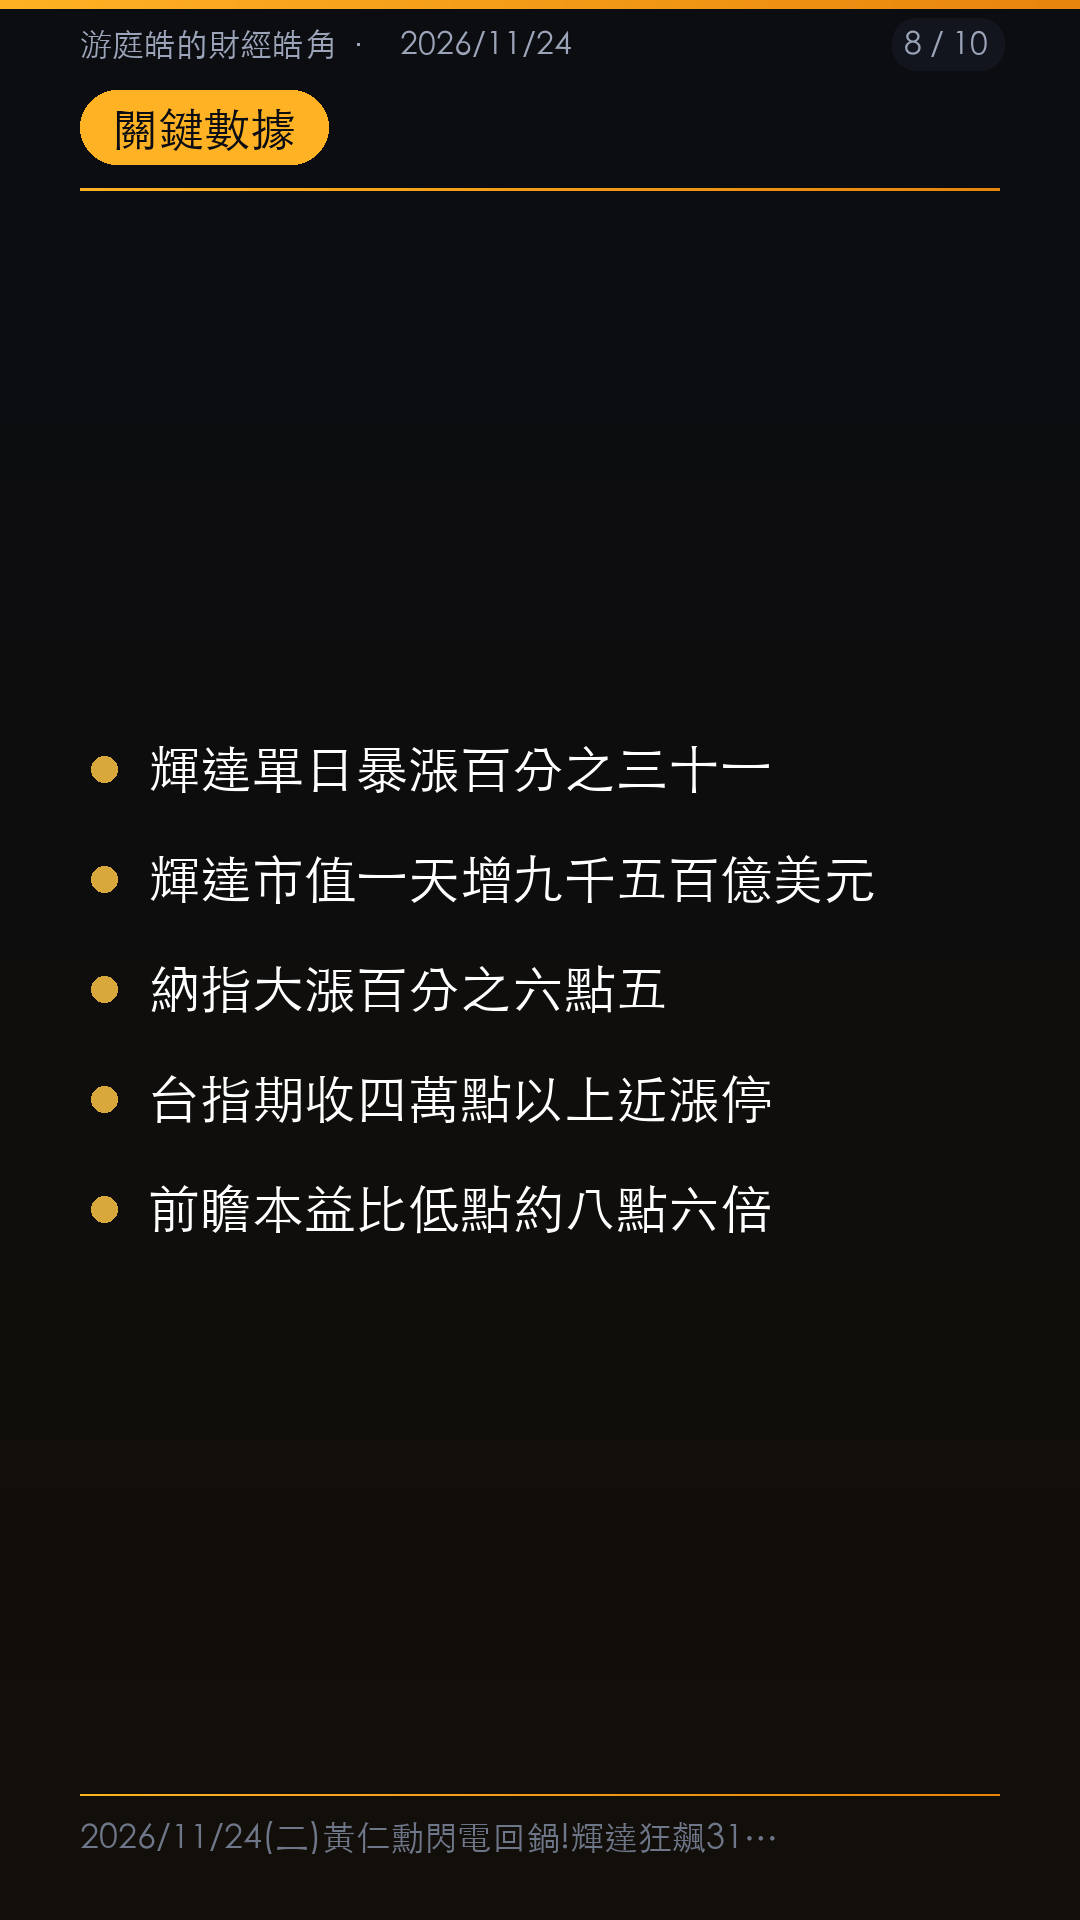 游庭皓的財經皓角 · 2026/11/24
8 / 10
關鍵數據
輝達單日暴漲百分之三十一
輝達市值一天增九千五百億美元
納指大漲百分之六點五
台指期收四萬點以上近漲停
前瞻本益比低點約八點六倍
2026/11/24(二)黃仁勳閃電回鍋!輝達狂飆31⋯